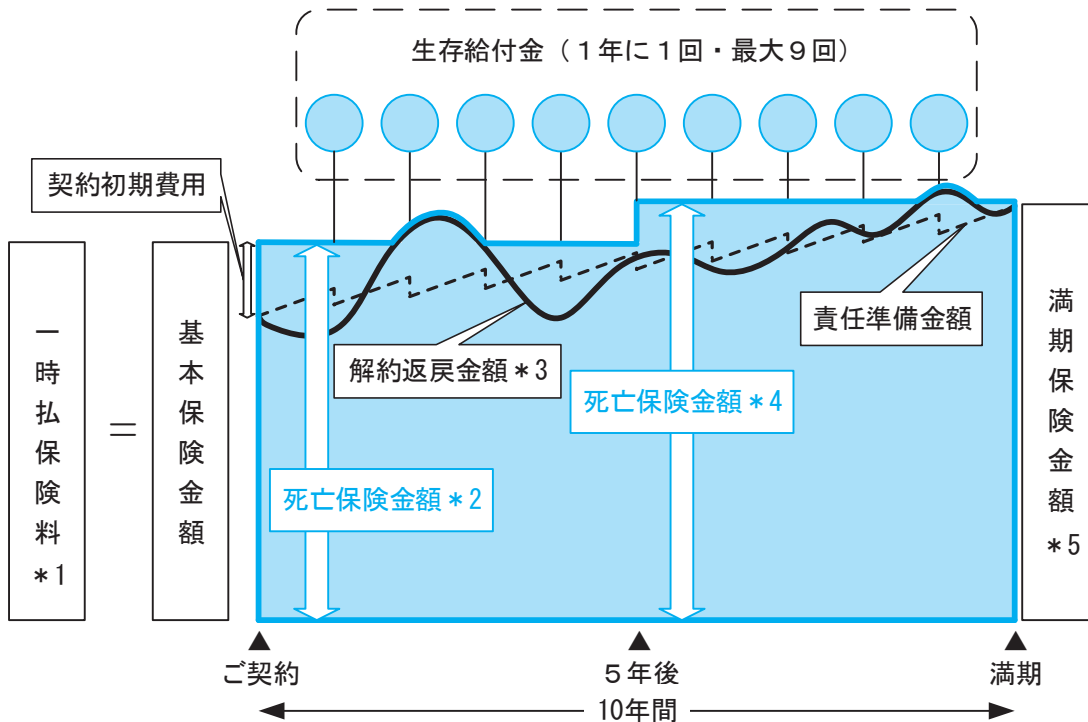 生存給付金（１年に１回・最大９回）
契約初期費用
一時払保険料＊1
＝
基本保険金額
解約返戻金額＊3
責任準備金額
死亡保険金額＊4
死亡保険金額＊2
満期保険金額＊5
ご契約
５年後
満期
10年間